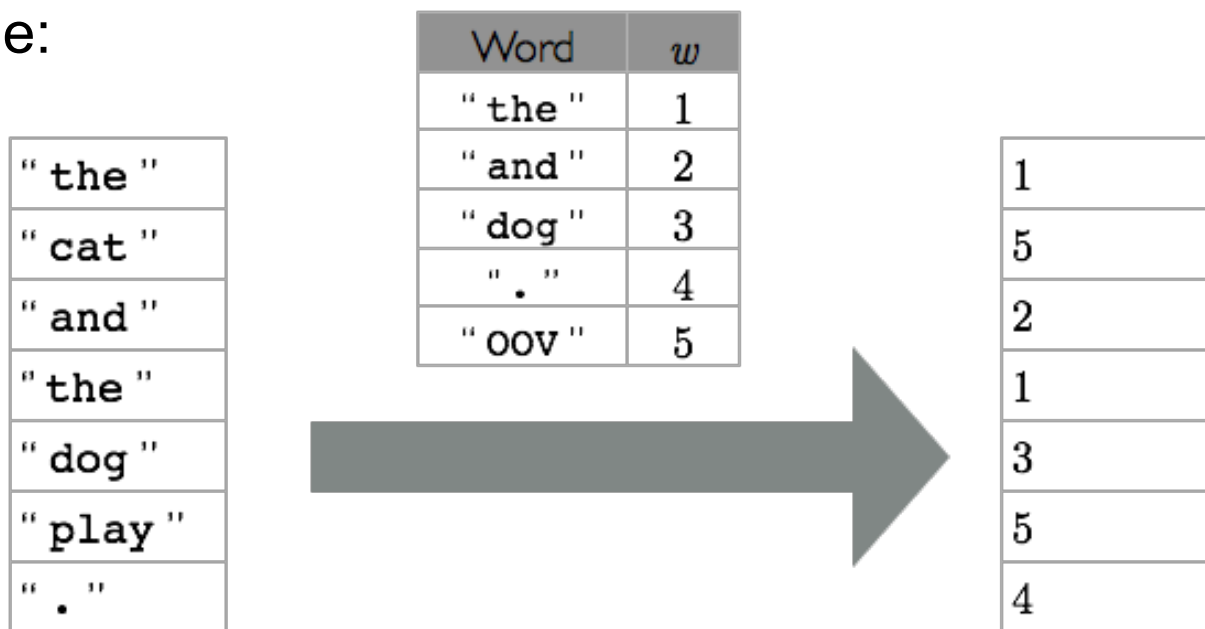 e:
Word w
"the" 1
"and" 2
"dog" 3
"." 4
"OOV" 5
"the"
"cat"
"and"
"the"
"dog"
"play"
"."
1
5
2
1
3
5
4